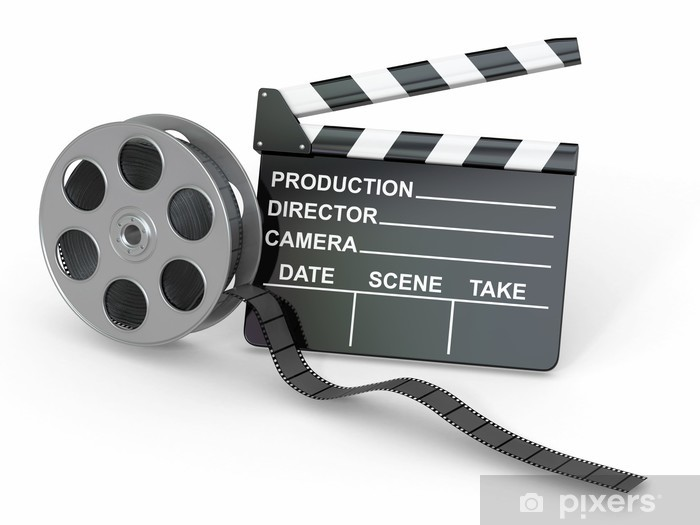 PRODUCTION
DIRECTOR
CAMERA
DATE SCENE TAKE
pixers®